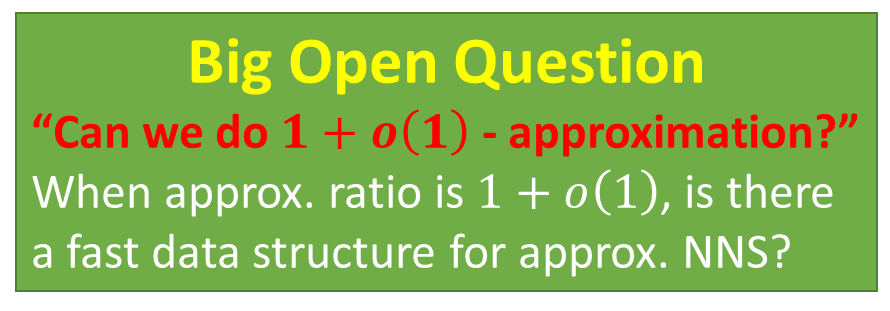 Big Open Question
“Can we do 1 + o(1) - approximation?”
When approx. ratio is 1 + o(1), is there
a fast data structure for approx. NNS?